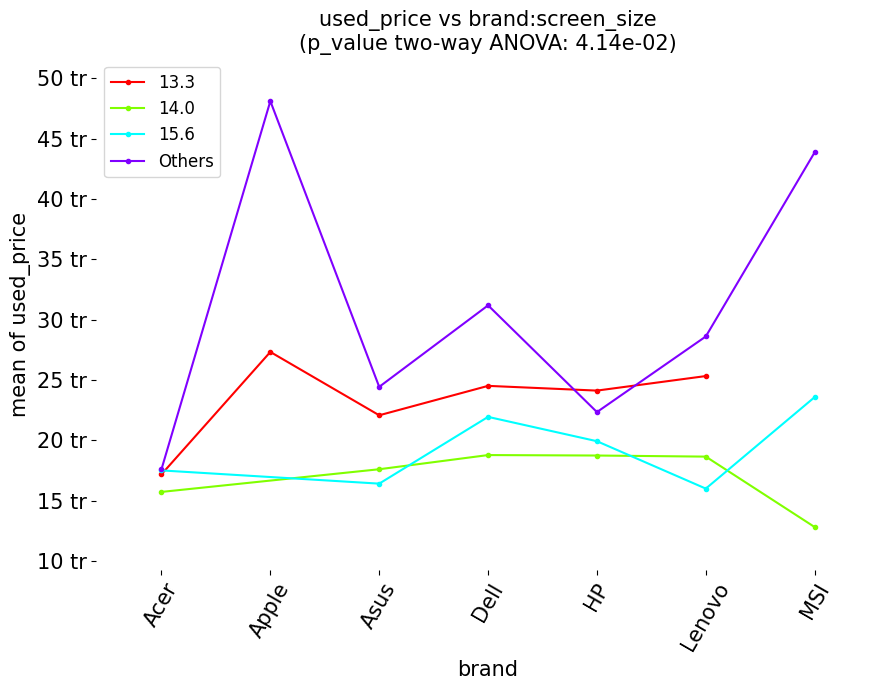 used_price vs brand:screen_size
(p_value two-way ANOVA: 4.14e-02)
13.3
14.0
15.6
Others
50 tr
45 tr
40 tr
35 tr
30 tr
25 tr
20 tr
15 tr
10 tr
mean of used_price
Acer
Apple
Asus
Dell
HP
Lenovo
MSI
brand